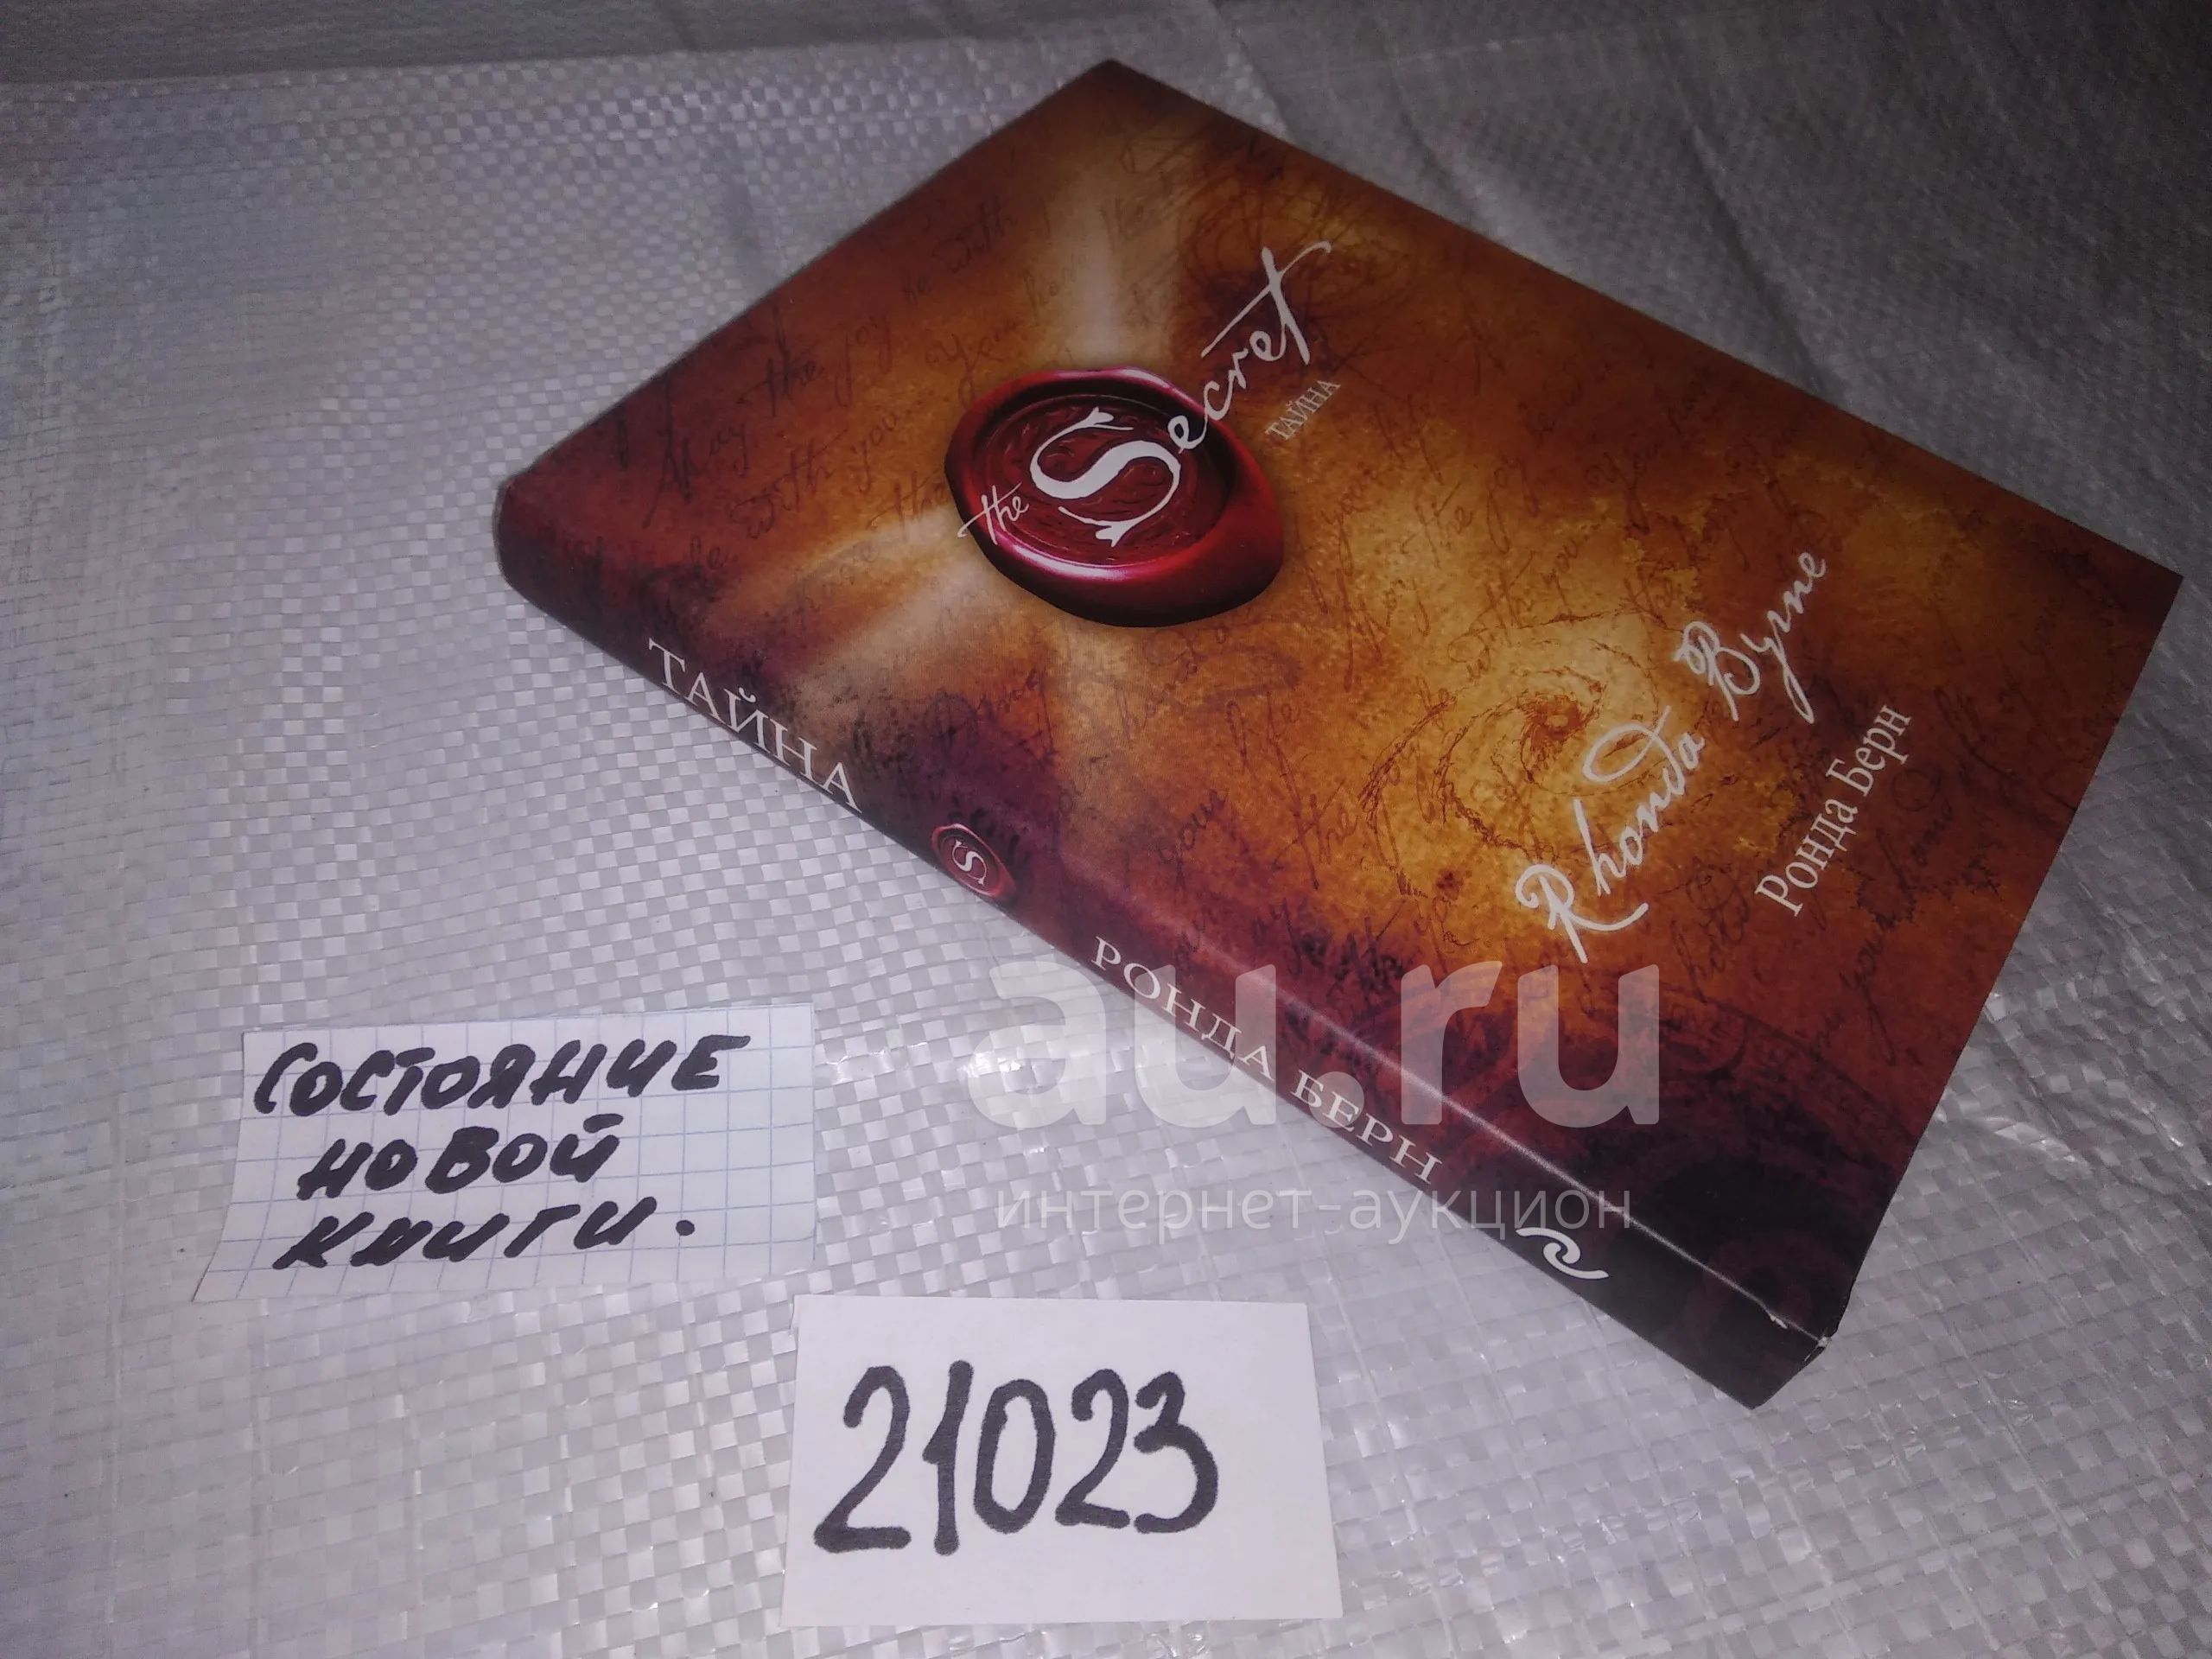 the Secret
ТАЙНА
Rhonda Byrne
Ронда Берн
ТАЙНА
S
РОНДА БЕРН
au.ru
интернет-аукцион
СОСТОЯНИЕ
НОВОЙ
КНИГИ.
21023